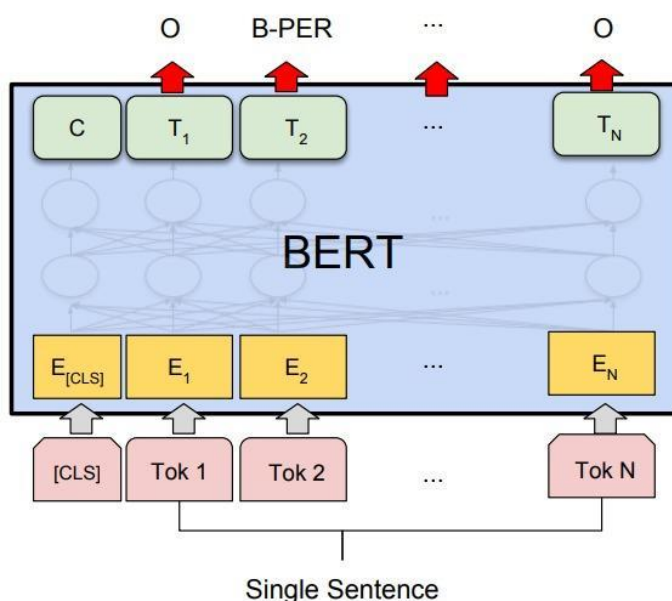 O B-PER ... O
C T1 T2 ... TN
...
BERT
...
E[CLS] E1 E2 ... EN
[CLS] Tok 1 Tok 2 ... Tok N
Single Sentence